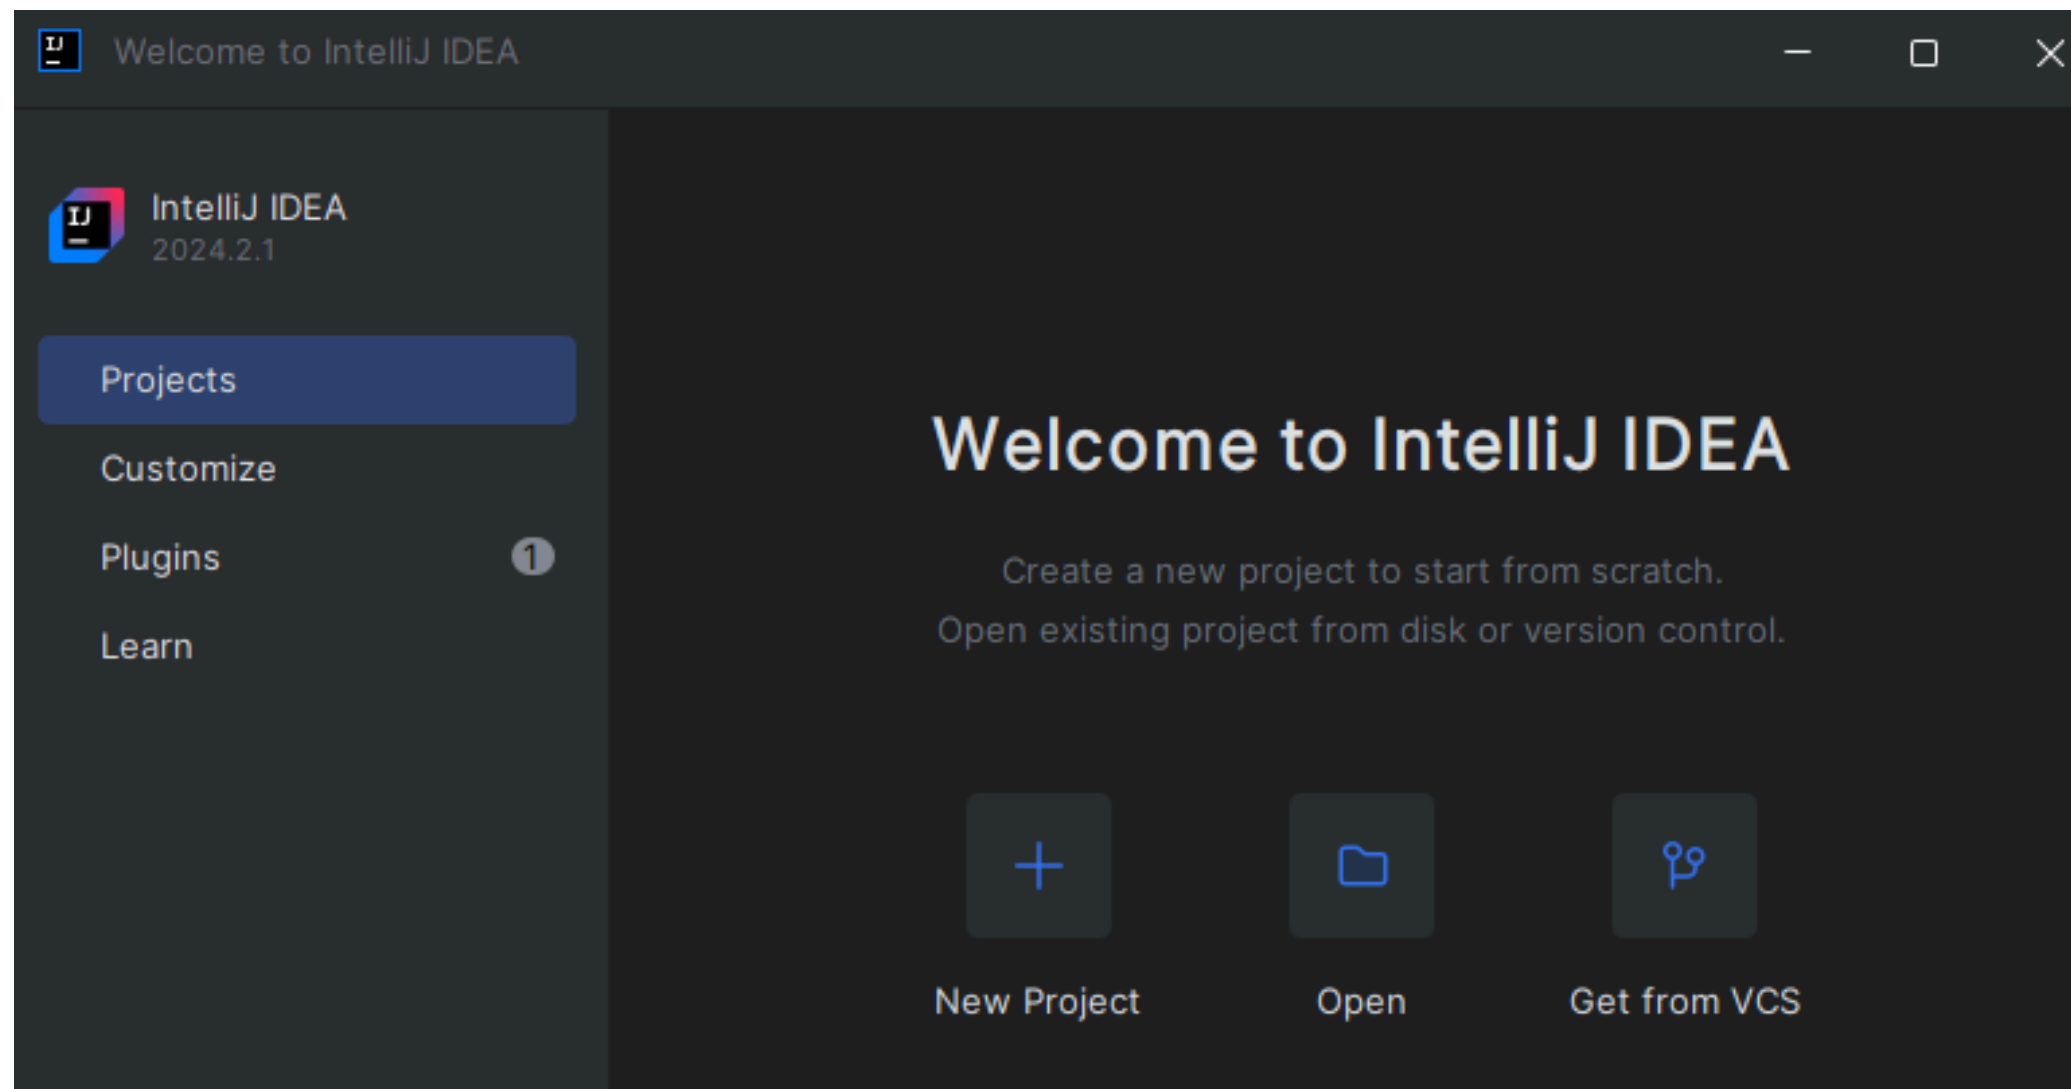 IJ
Welcome to IntelliJ IDEA
IJ
IntelliJ IDEA
2024.2.1
Projects
Customize
Plugins 1
Learn
Welcome to IntelliJ IDEA
Create a new project to start from scratch.
Open existing project from disk or version control.
New Project Open Get from VCS